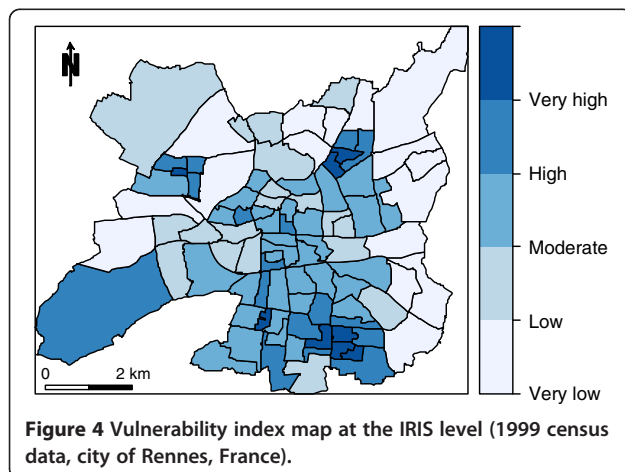 N
Very high
High
Moderate
Low
Very low
0 2 km
Figure 4 Vulnerability index map at the IRIS level (1999 census
data, city of Rennes, France).